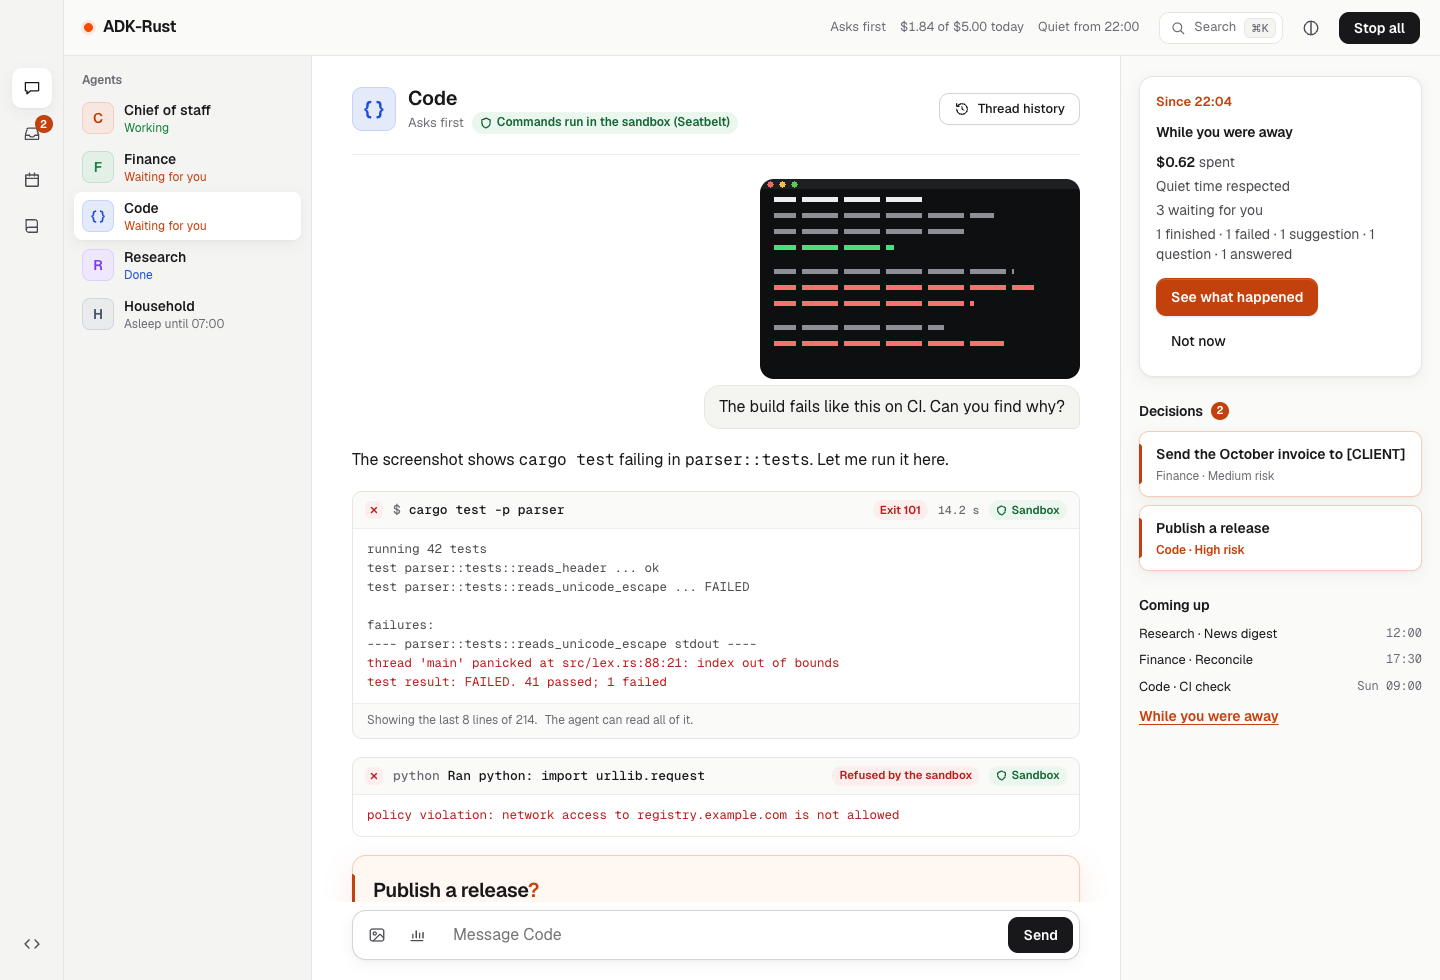 ADK-Rust
Asks first
$1.84 of $5.00 today
Quiet from 22:00
Search ⌘K
Stop all
2
Agents
C
Chief of staff
Working
F
Finance
Waiting for you
{}
Code
Waiting for you
R
Research
Done
H
Household
Asleep until 07:00
{}
Code
Asks first
Commands run in the sandbox (Seatbelt)
Thread history
The build fails like this on CI. Can you find why?
The screenshot shows cargo test failing in parser::tests. Let me run it here.
$ cargo test -p parser
Exit 101
14.2 s
Sandbox
running 42 tests
test parser::tests::reads_header ... ok
test parser::tests::reads_unicode_escape ... FAILED
failures:
---- parser::tests::reads_unicode_escape stdout ----
thread 'main' panicked at src/lex.rs:88:21: index out of bounds
test result: FAILED. 41 passed; 1 failed
Showing the last 8 lines of 214. The agent can read all of it.
python Ran python: import urllib.request
Refused by the sandbox
Sandbox
policy violation: network access to registry.example.com is not allowed
Publish a release?
Message Code
Send
Since 22:04
While you were away
$0.62 spent
Quiet time respected
3 waiting for you
1 finished · 1 failed · 1 suggestion · 1
question · 1 answered
See what happened
Not now
Decisions 2
Send the October invoice to [CLIENT]
Finance · Medium risk
Publish a release
Code · High risk
Coming up
Research · News digest 12:00
Finance · Reconcile 17:30
Code · CI check Sun 09:00
While you were away